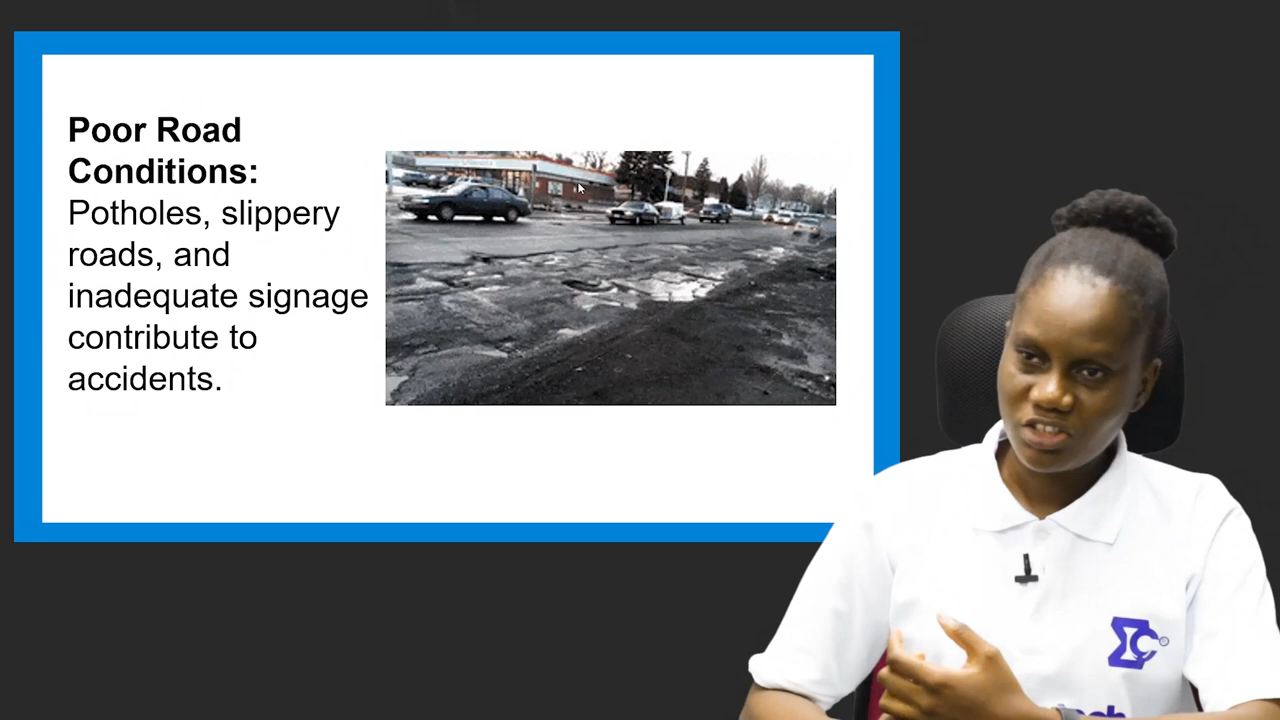 Poor Road
Conditions:
Potholes, slippery
roads, and
inadequate signage
contribute to
accidents.